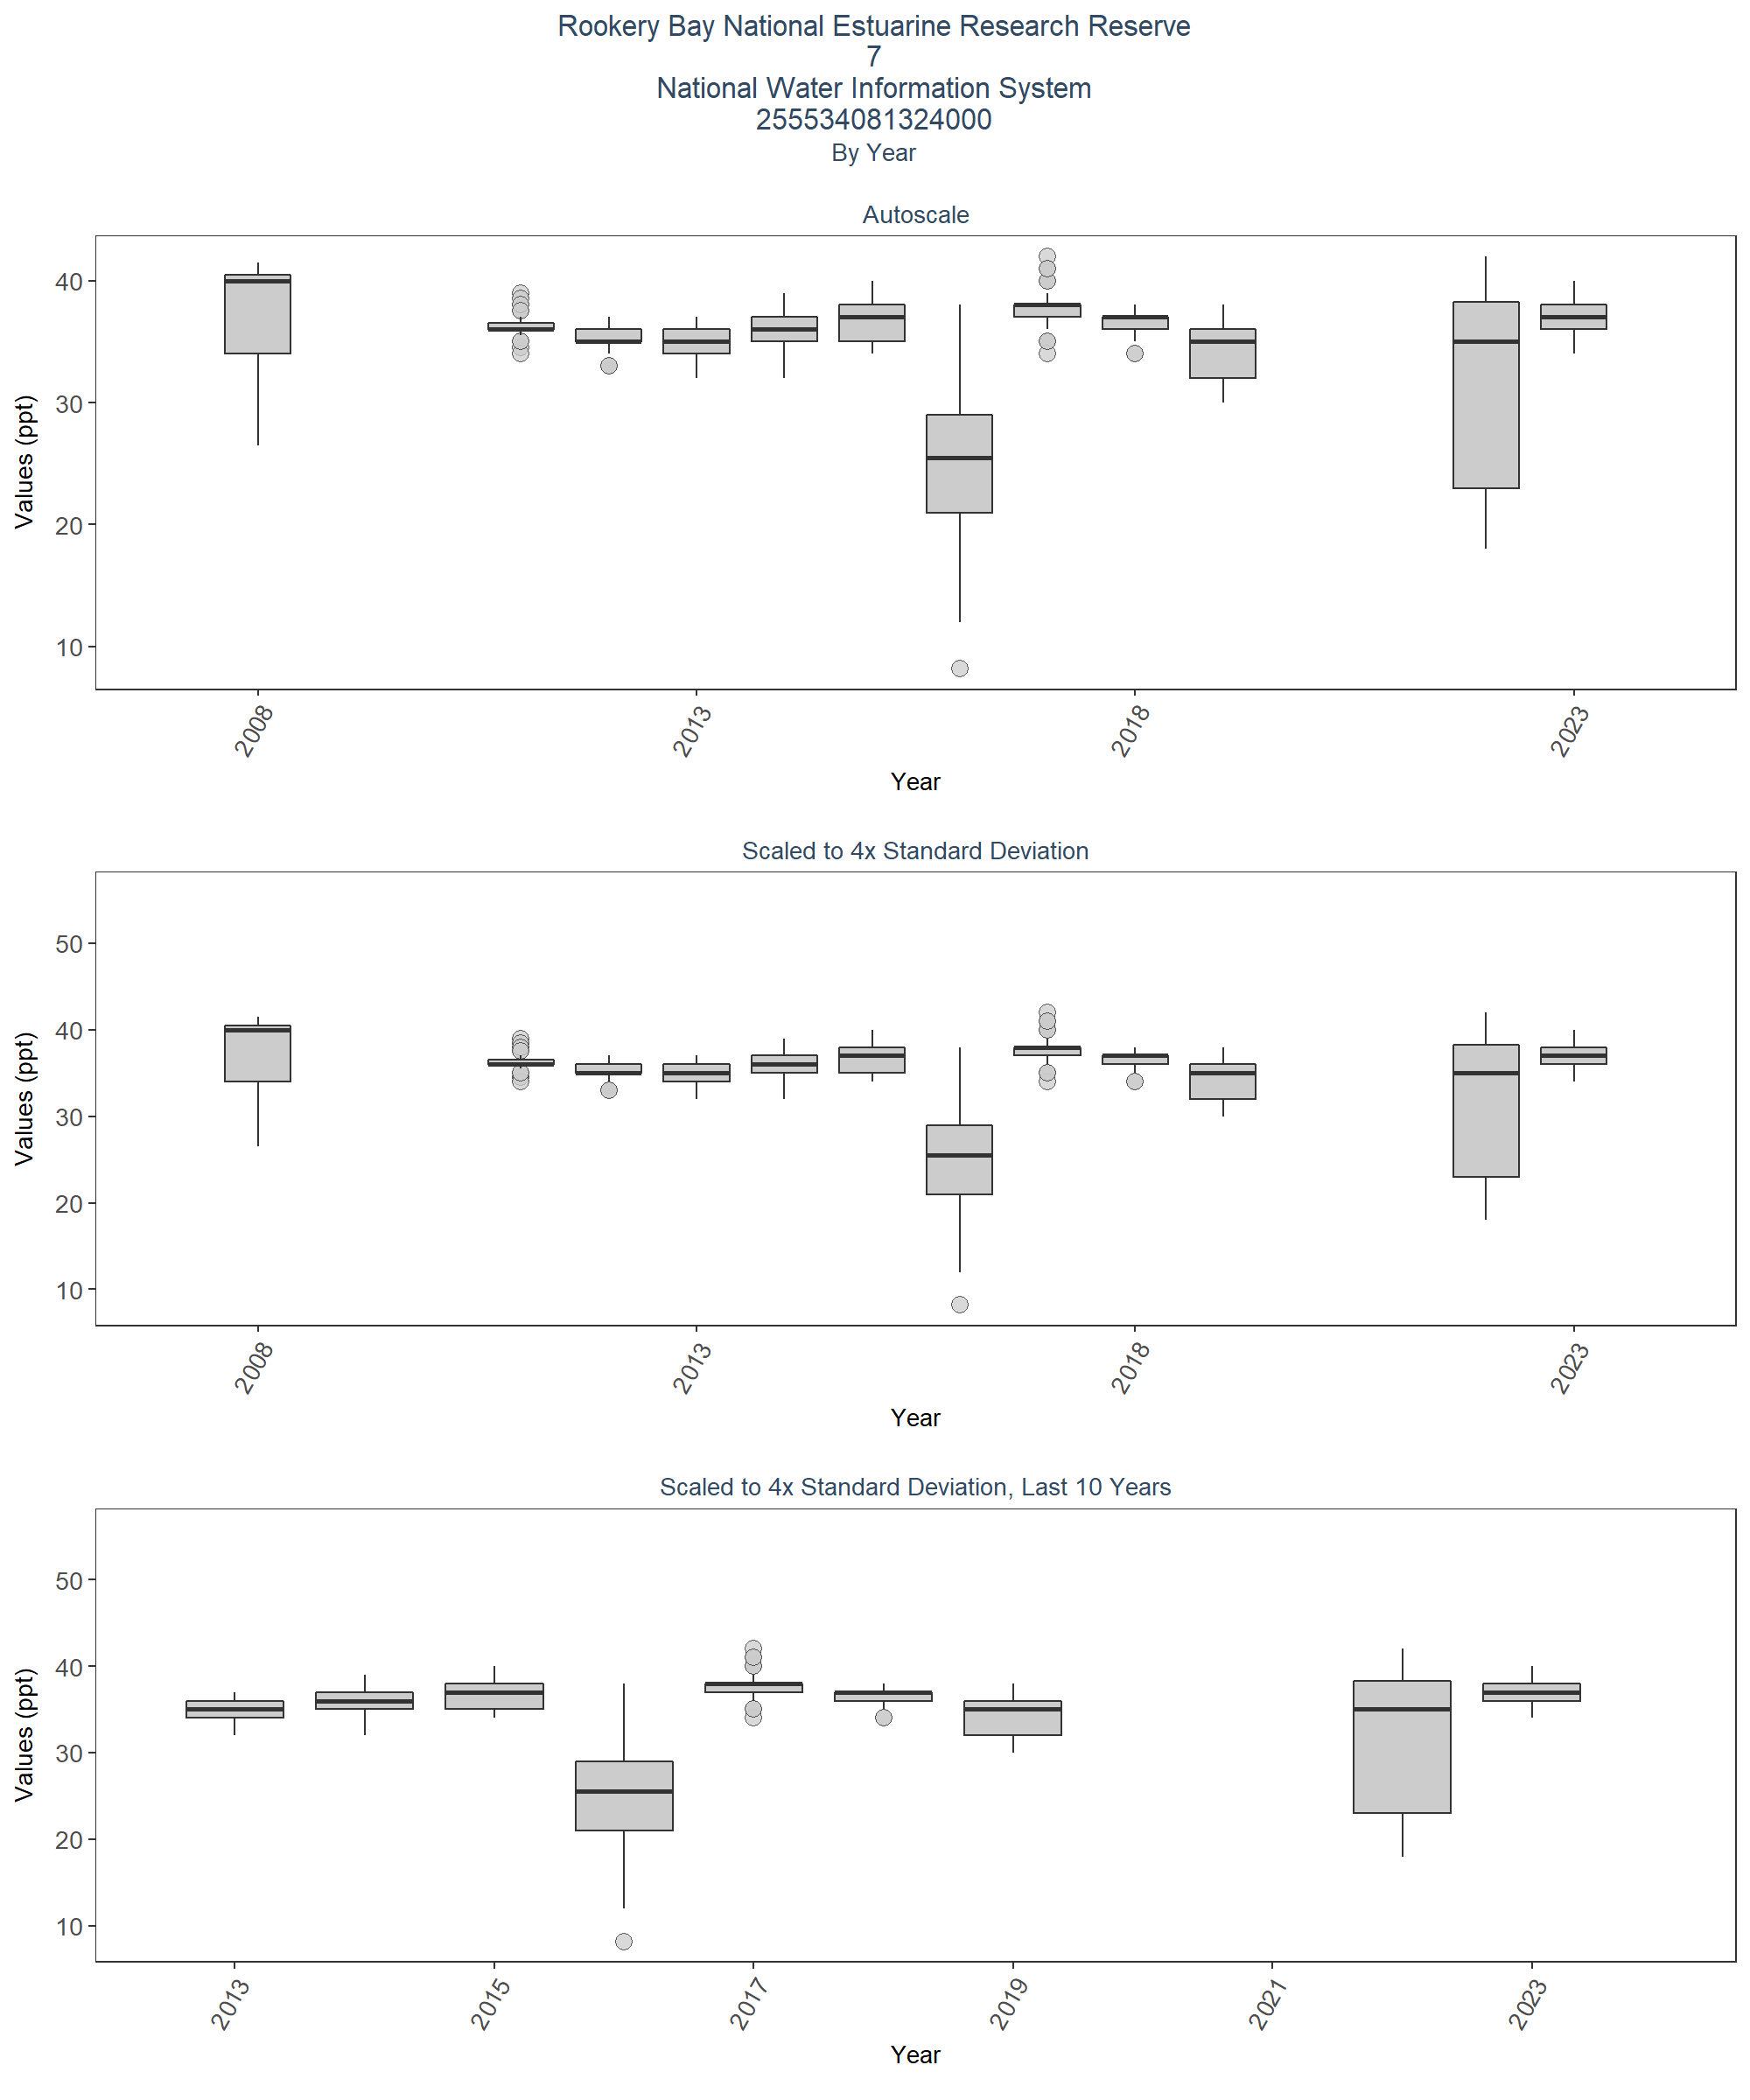 Rookery Bay National Estuarine Research Reserve
7
National Water Information System
255534081324000
By Year
Autoscale
Values (ppt)
40
30
20
10
2008
2013
2018
2023
Year
Scaled to 4x Standard Deviation
Values (ppt)
50
40
30
20
10
2008
2013
2018
2023
Year
Scaled to 4x Standard Deviation, Last 10 Years
Values (ppt)
50
40
30
20
10
2013
2015
2017
2019
2021
2023
Year